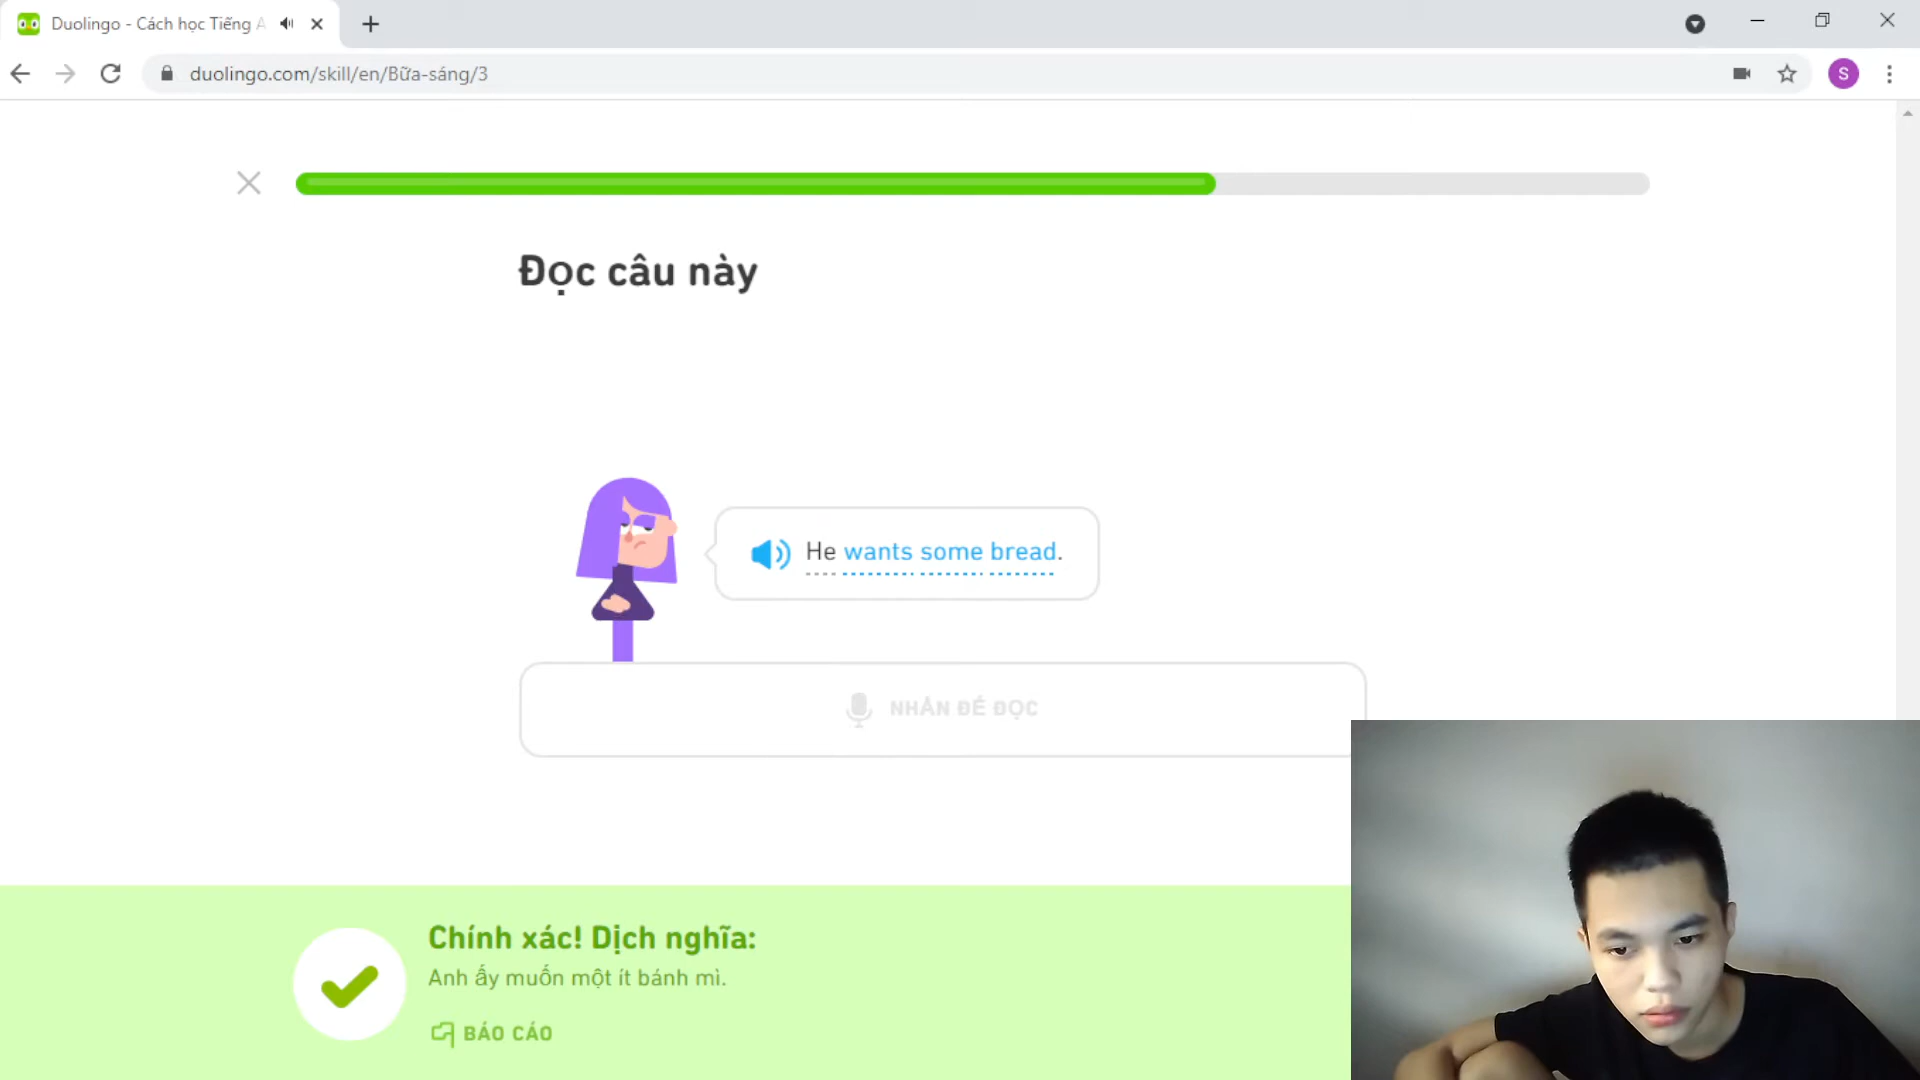 Duolingo - Cách học Tiếng A
duolingo.com/skill/en/Bữa-sáng/3
S
Đọc câu này
He wants some bread.
NHẤN ĐỂ ĐỌC
Chính xác! Dịch nghĩa:
Anh ấy muốn một ít bánh mì.
BÁO CÁO